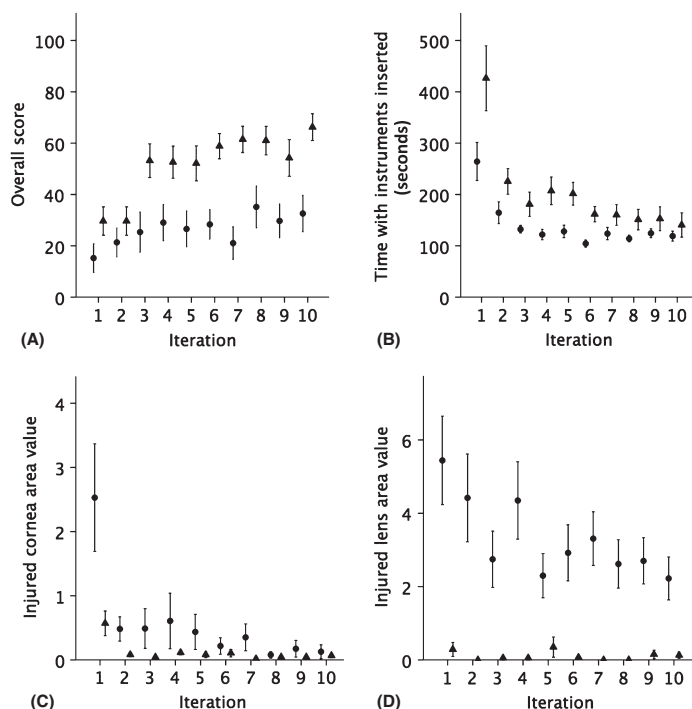 Overall score
100
80
60
40
20
0
1 2 3 4 5 6 7 8 9 10
Iteration
(A)
Time with instruments inserted
(seconds)
500
400
300
200
100
0
1 2 3 4 5 6 7 8 9 10
Iteration
(B)
Injured cornea area value
4
3
2
1
0
1 2 3 4 5 6 7 8 9 10
Iteration
(C)
Injured lens area value
6
4
2
0
1 2 3 4 5 6 7 8 9 10
Iteration
(D)